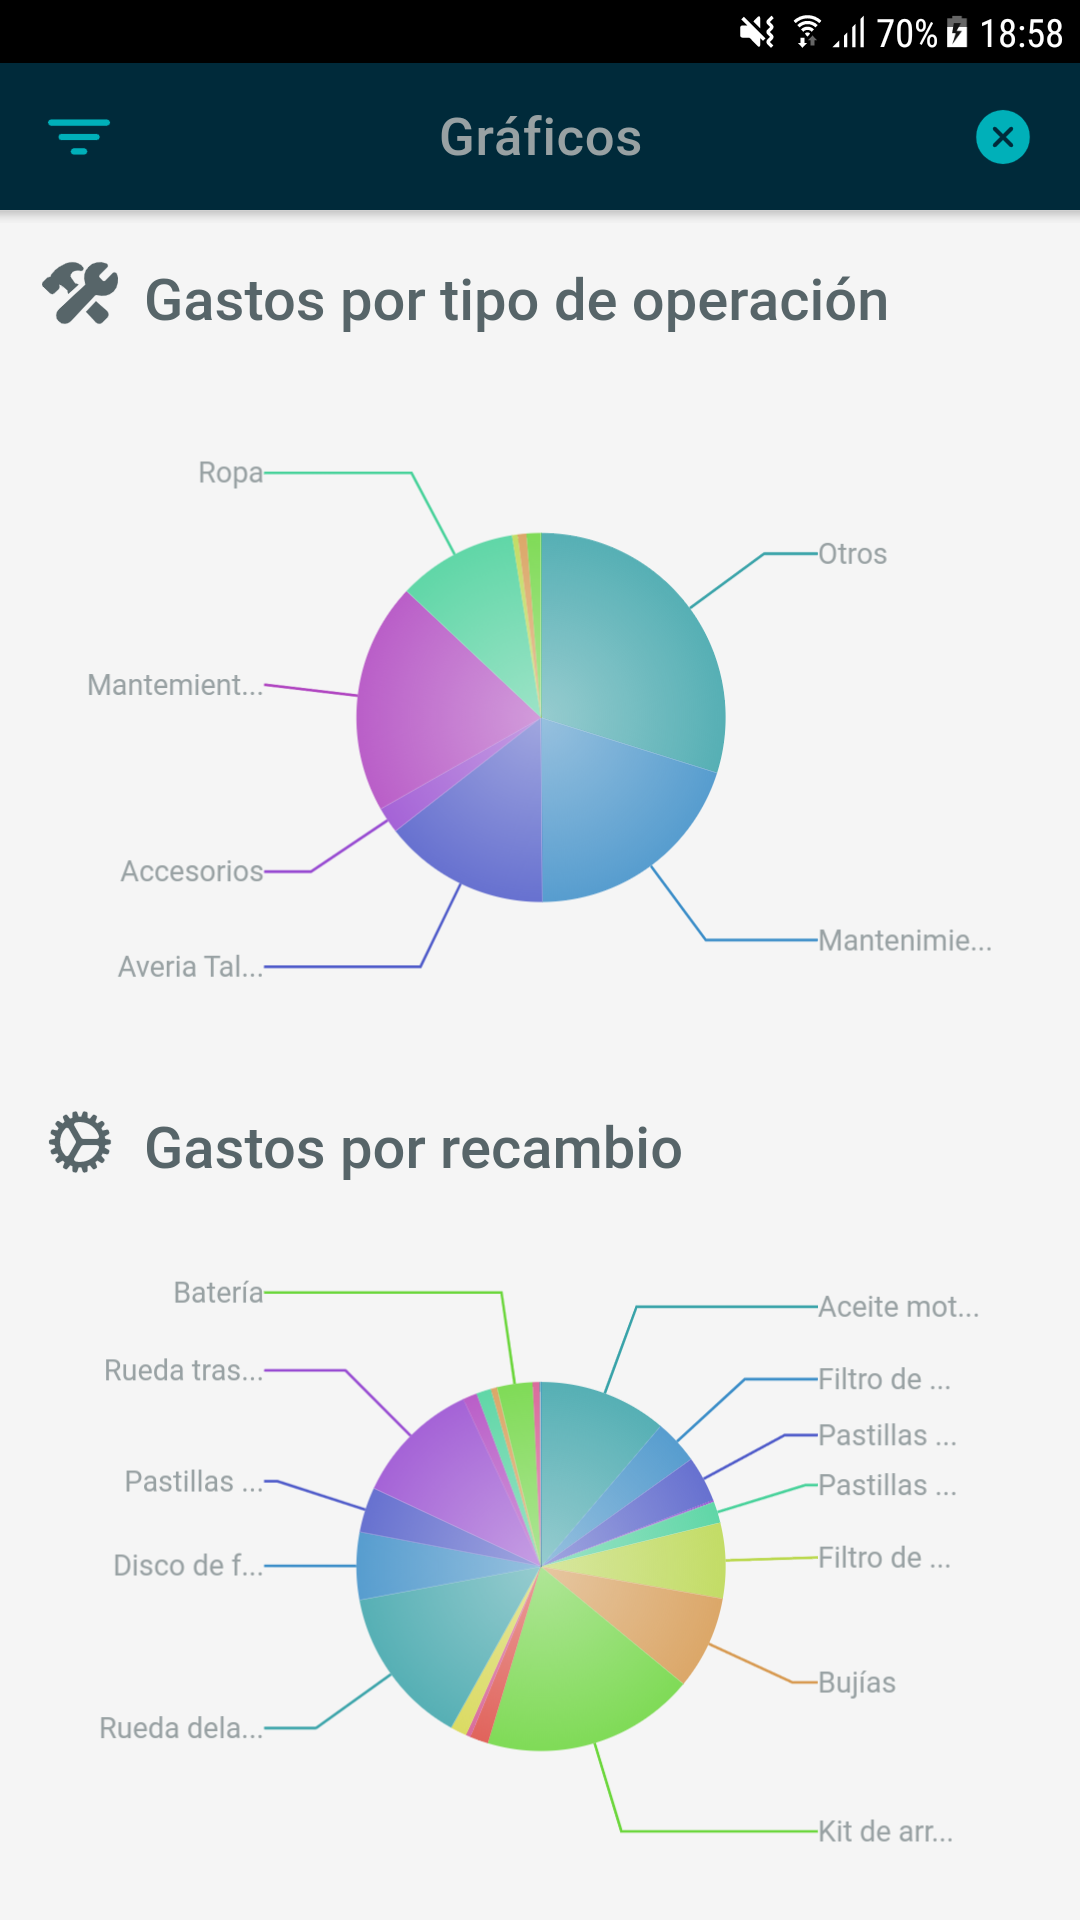 70% 18:58
Gráficos
Gastos por tipo de operación
Ropa
Otros
Mantemient...
Accesorios
Mantenimie...
Averia Tal...
Gastos por recambio
Batería
Aceite mot...
Rueda tras...
Filtro de ...
Pastillas ...
Pastillas ...
Pastillas ...
Disco de f...
Filtro de ...
Bujías
Rueda dela...
Kit de arr...